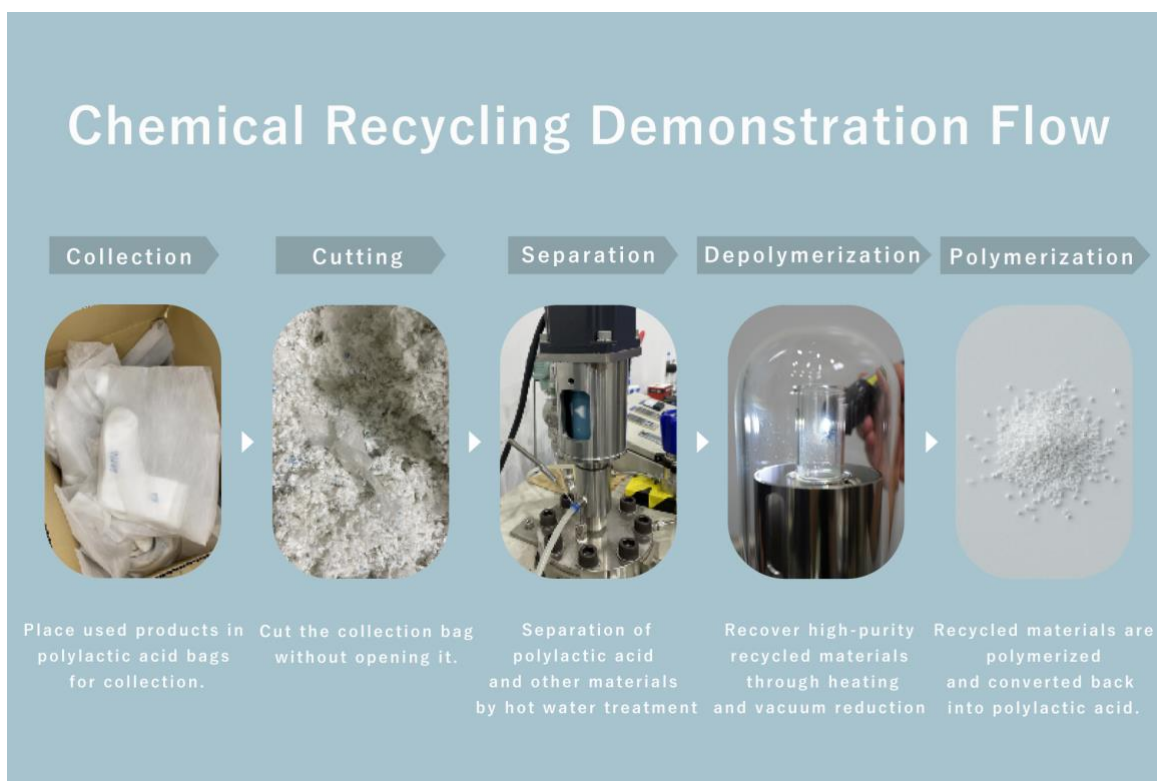 Chemical Recycling Demonstration Flow
Collection
Cutting
Separation
Depolymerization
Polymerization
Place used products in
polylactic acid bags
for collection.
Cut the collection bag
without opening it.
Separation of
polylactic acid
and other materials
by hot water treatment
Recover high-purity
recycled materials
through heating
and vacuum reduction
Recycled materials are
polymerized
and converted back
into polylactic acid.